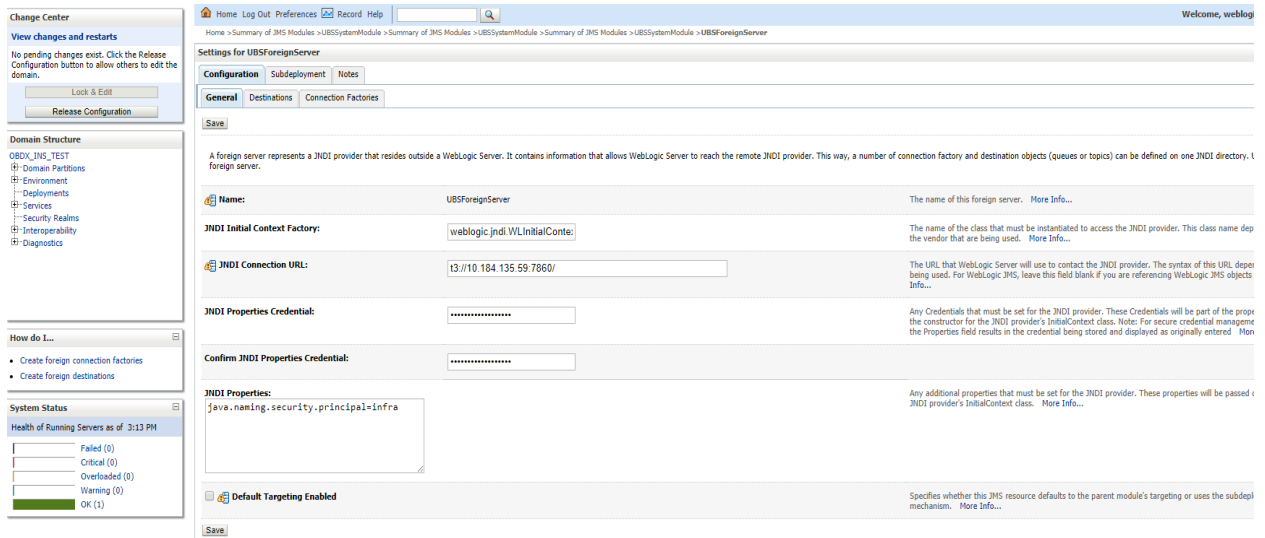 Change Center
View changes and restarts
No pending changes exist. Click the Release
Configuration button to allow others to edit the
domain.
Lock & Edit
Release Configuration
Domain Structure
OBDX_INS_TEST
Domain Partitions
Environment
Deployments
Services
Security Realms
Interoperability
Diagnostics
How do I...
Create foreign connection factories
Create foreign destinations
System Status
Health of Running Servers as of 3:13 PM
Failed (0)
Critical (0)
Overloaded (0)
Warning (0)
OK (1)
Home Log Out Preferences Record Help
Welcome, weblogi
Home >Summary of JMS Modules >UBSSystemModule >Summary of JMS Modules >UBSSystemModule >Summary of JMS Modules >UBSSystemModule >UBSForeignServer
Settings for UBSForeignServer
Configuration Subdeployment Notes
General Destinations Connection Factories
Save
A foreign server represents a JNDI provider that resides outside a WebLogic Server. It contains information that allows WebLogic Server to reach the remote JNDI provider. This way, a number of connection factory and destination objects (queues or topics) can be defined on one JNDI directory.
foreign server.
Name:
UBSForeignServer
The name of this foreign server. More Info...
JNDI Initial Context Factory:
weblogic.jndi.WLInitialConte
The name of the class that must be instantiated to access the JNDI provider. This class name dep
the vendor that are being used. More Info...
JNDI Connection URL:
t3://10.184.135.59:7860/
The URL that WebLogic Server will use to contact the JNDI provider. The syntax of this URL deper
being used. For WebLogic JMS, leave this field blank if you are referencing WebLogic JMS objects
Info...
JNDI Properties Credential:
••••••••••••••••••
Any Credentials that must be set for the JNDI provider. These Credentials will be part of the prope
the constructor for the JNDI provider's InitialContext class. Note: For secure credential manageme
the Properties field results in the credential being stored and displayed as originally entered More
Confirm JNDI Properties Credential:
••••••••••••••••••
JNDI Properties:
java.naming.security.principal=infra
Any additional properties that must be set for the JNDI provider. These properties will be passed
JNDI provider's InitialContext class. More Info...
Default Targeting Enabled
Specifies whether this JMS resource defaults to the parent module's targeting or uses the subdepl
mechanism. More Info...
Save